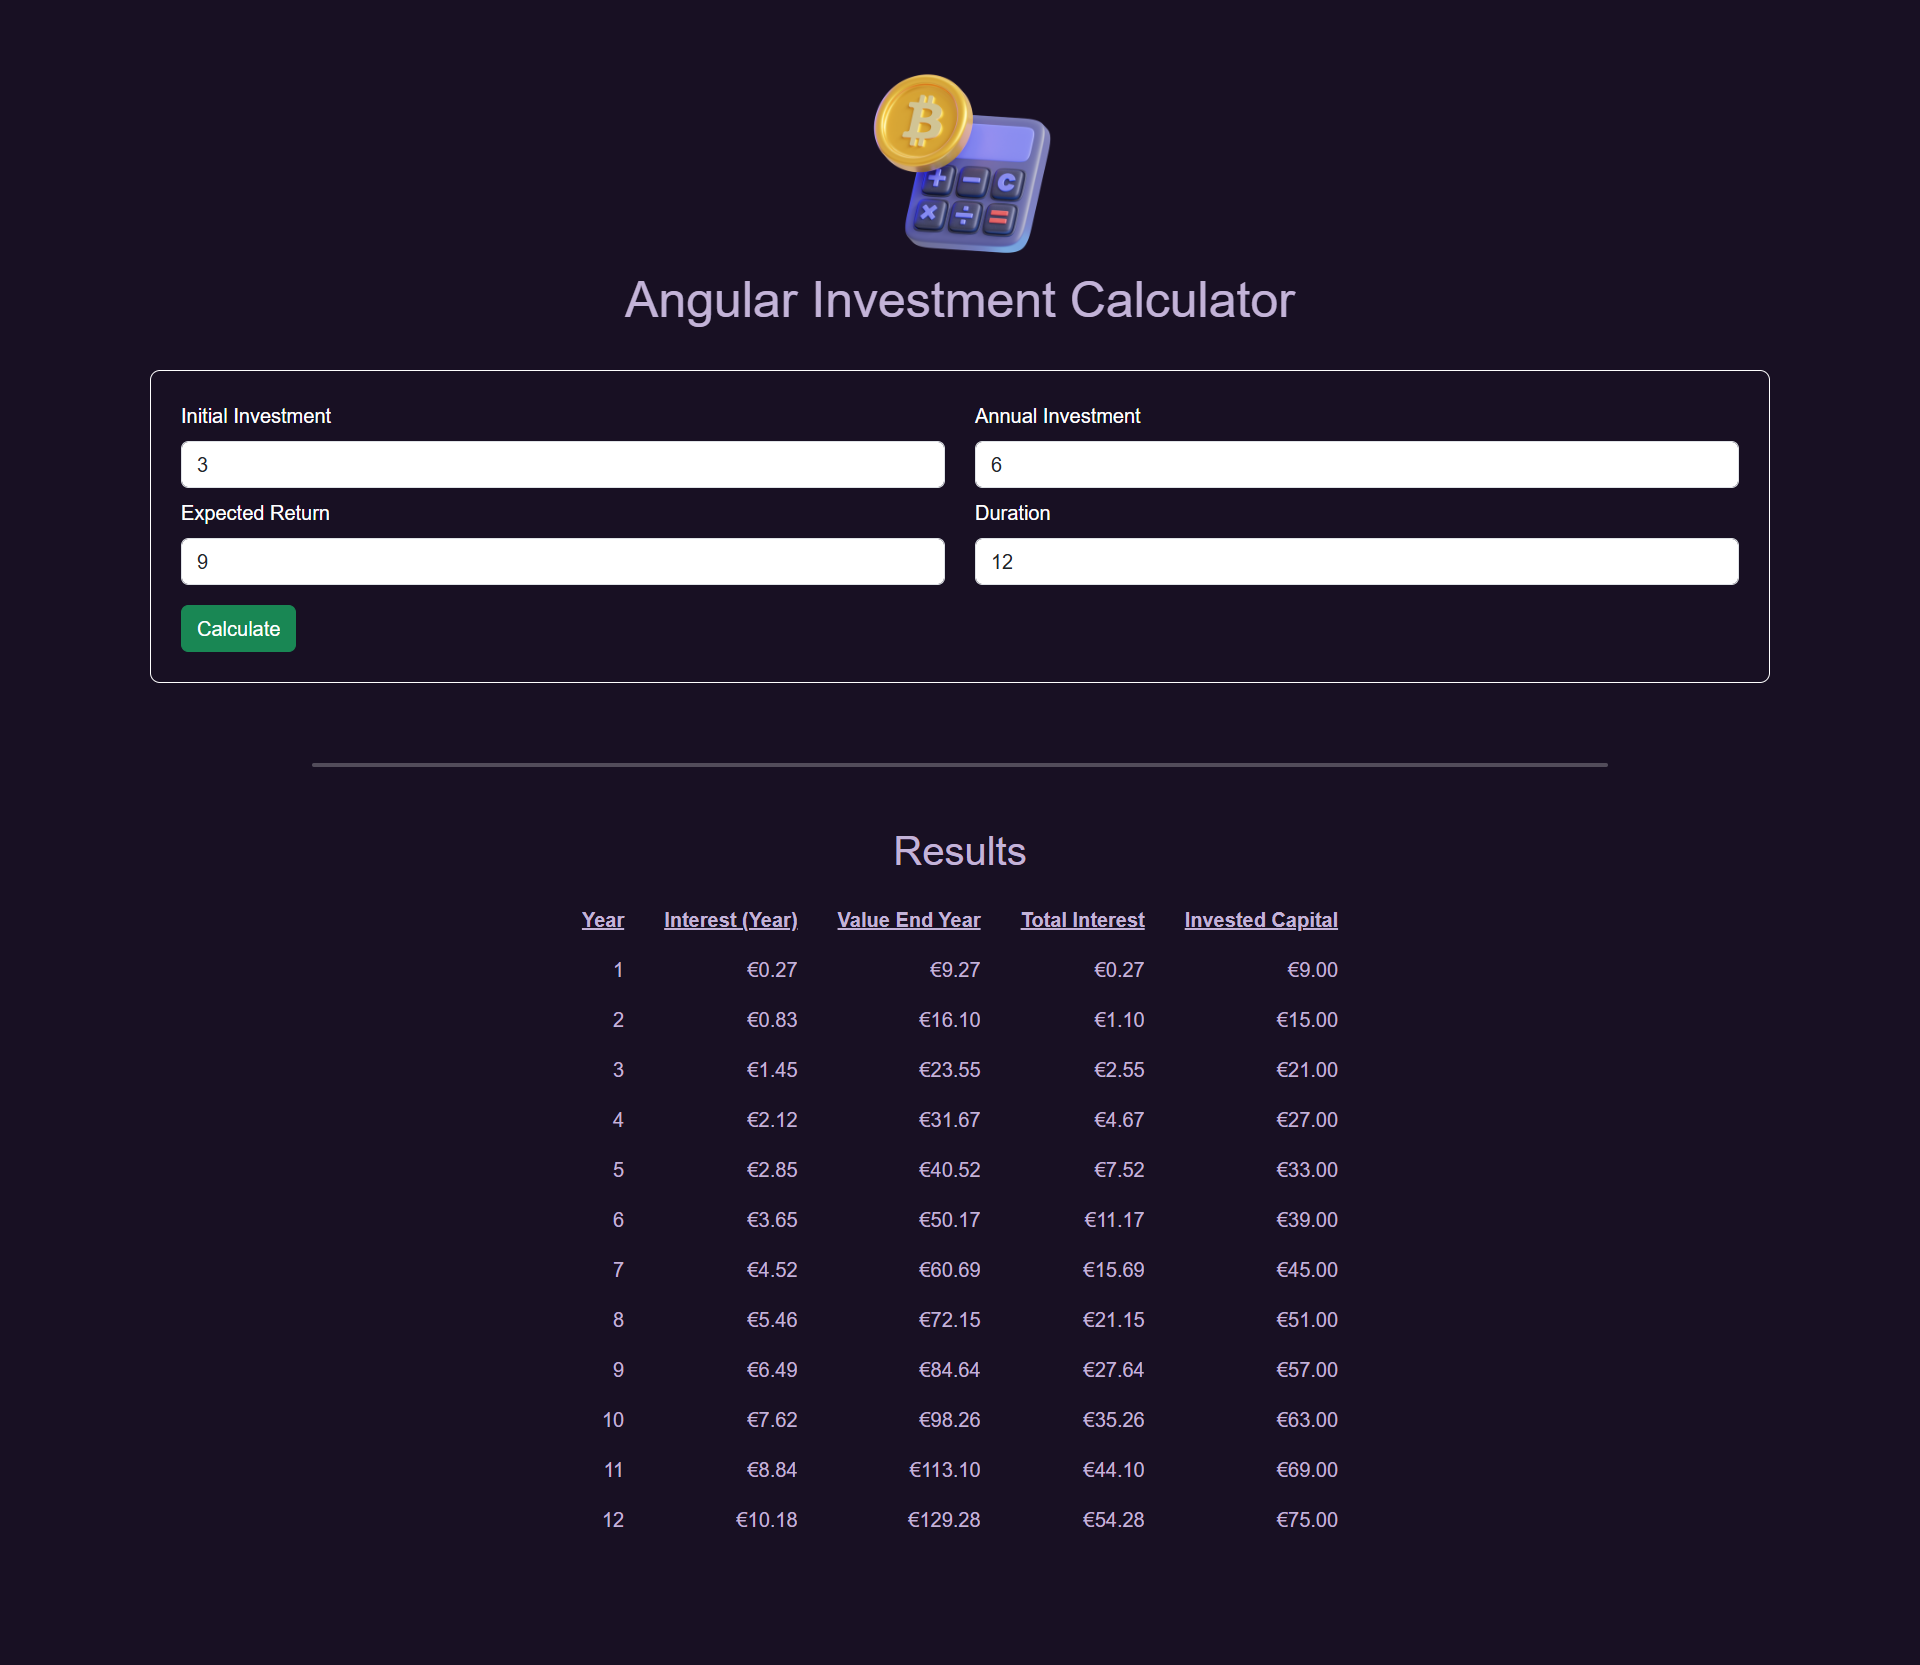 + − C
× ÷ =
Angular Investment Calculator
Initial Investment Annual Investment
3 6
Expected Return Duration
9 12
Calculate
Results
Year Interest (Year) Value End Year Total Interest Invested Capital
1 €0.27 €9.27 €0.27 €9.00
2 €0.83 €16.10 €1.10 €15.00
3 €1.45 €23.55 €2.55 €21.00
4 €2.12 €31.67 €4.67 €27.00
5 €2.85 €40.52 €7.52 €33.00
6 €3.65 €50.17 €11.17 €39.00
7 €4.52 €60.69 €15.69 €45.00
8 €5.46 €72.15 €21.15 €51.00
9 €6.49 €84.64 €27.64 €57.00
10 €7.62 €98.26 €35.26 €63.00
11 €8.84 €113.10 €44.10 €69.00
12 €10.18 €129.28 €54.28 €75.00